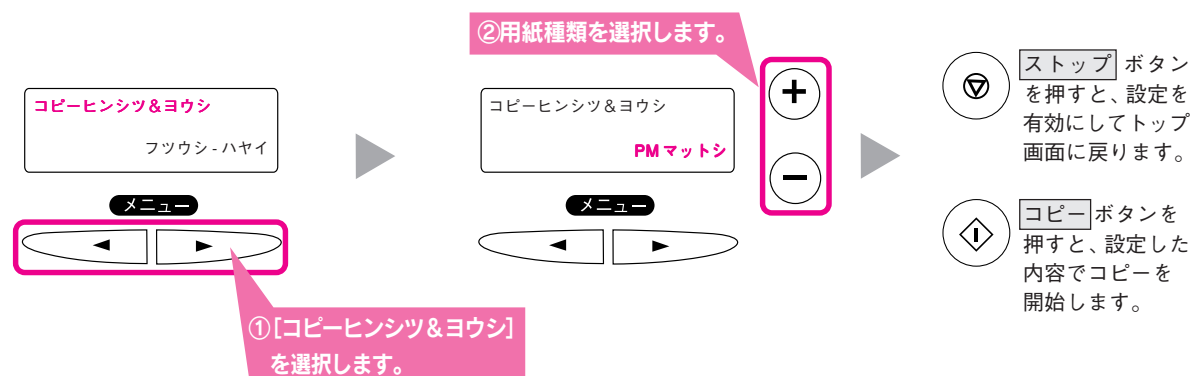 ②用紙種類を選択します。
コピーヒンシツ&ヨウシ
フツウシ-ハヤイ
メニュー
①[コピーヒンシツ&ヨウシ]
を選択します。
コピーヒンシツ&ヨウシ
PM マットシ
メニュー
ストップ ボタン
を押すと、設定を
有効にしてトップ
画面に戻ります。
コピー ボタンを
押すと、設定した
内容でコピーを
開始します。